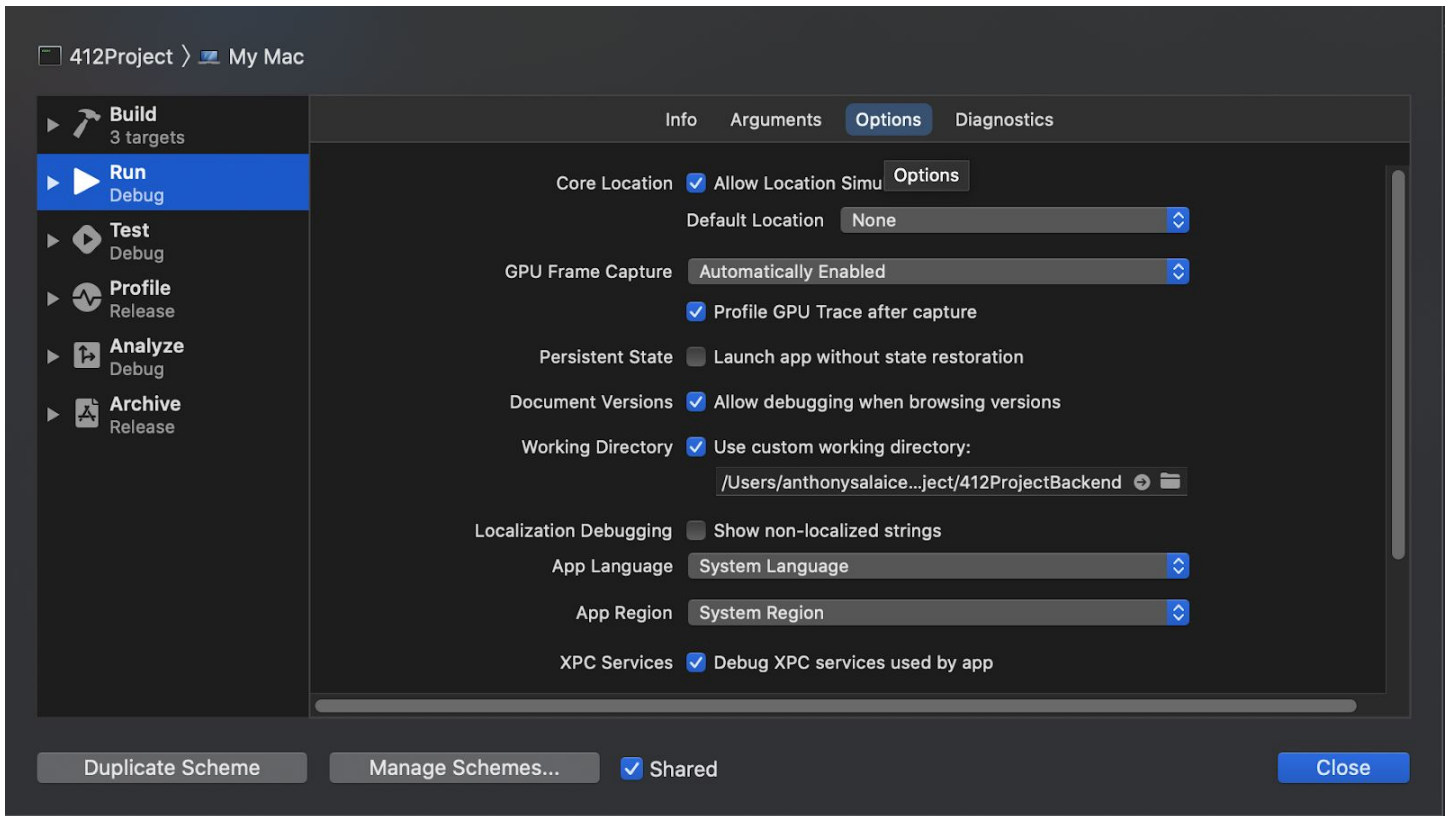 412Project 〉 My Mac
Build
3 targets
Run
Debug
Test
Debug
Profile
Release
Analyze
Debug
Archive
Release
Info Arguments Options Diagnostics
Options
Core Location Allow Location Simu
Default Location None
GPU Frame Capture Automatically Enabled
Profile GPU Trace after capture
Persistent State Launch app without state restoration
Document Versions Allow debugging when browsing versions
Working Directory Use custom working directory:
/Users/anthonysalaice...ject/412ProjectBackend
Localization Debugging Show non-localized strings
App Language System Language
App Region System Region
XPC Services Debug XPC services used by app
Duplicate Scheme Manage Schemes... Shared Close